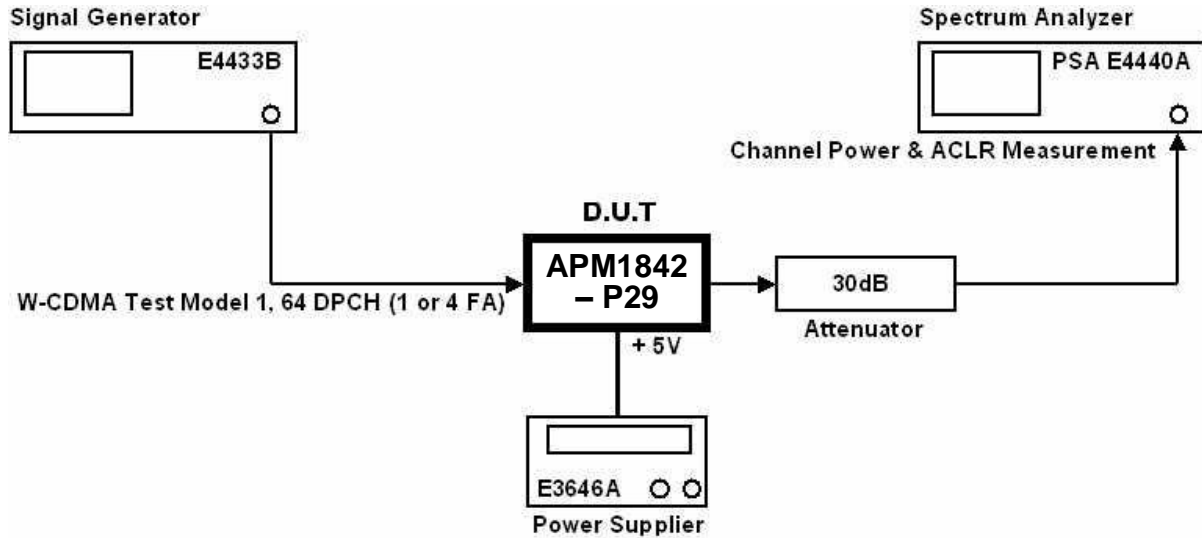 Signal Generator
E4433B
Spectrum Analyzer
PSA E4440A
Channel Power & ACLR Measurement
D.U.T
APM1842
– P29
W-CDMA Test Model 1, 64 DPCH (1 or 4 FA)
30dB
Attenuator
+ 5V
E3646A
Power Supplier